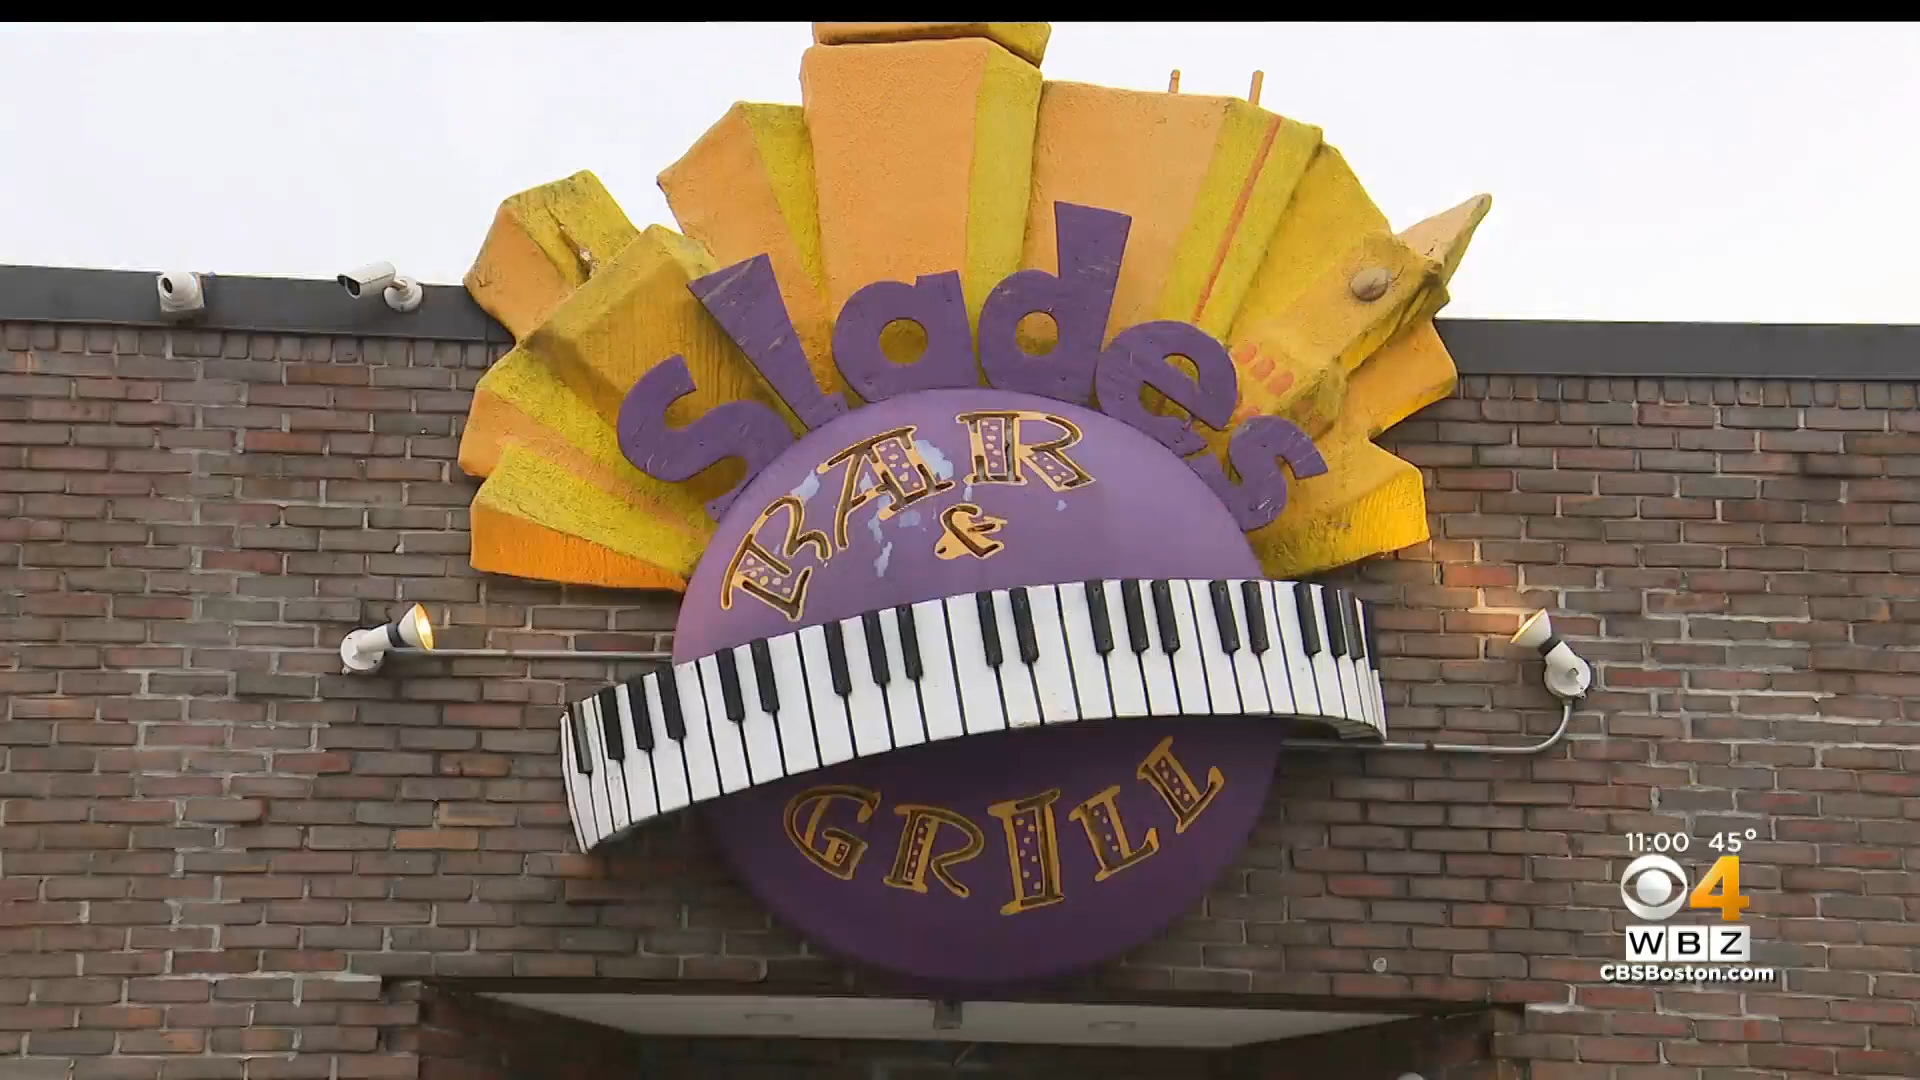 Slades
BAR
&
GRILL
11:00 45°
4
WBZ
CBSBoston.com